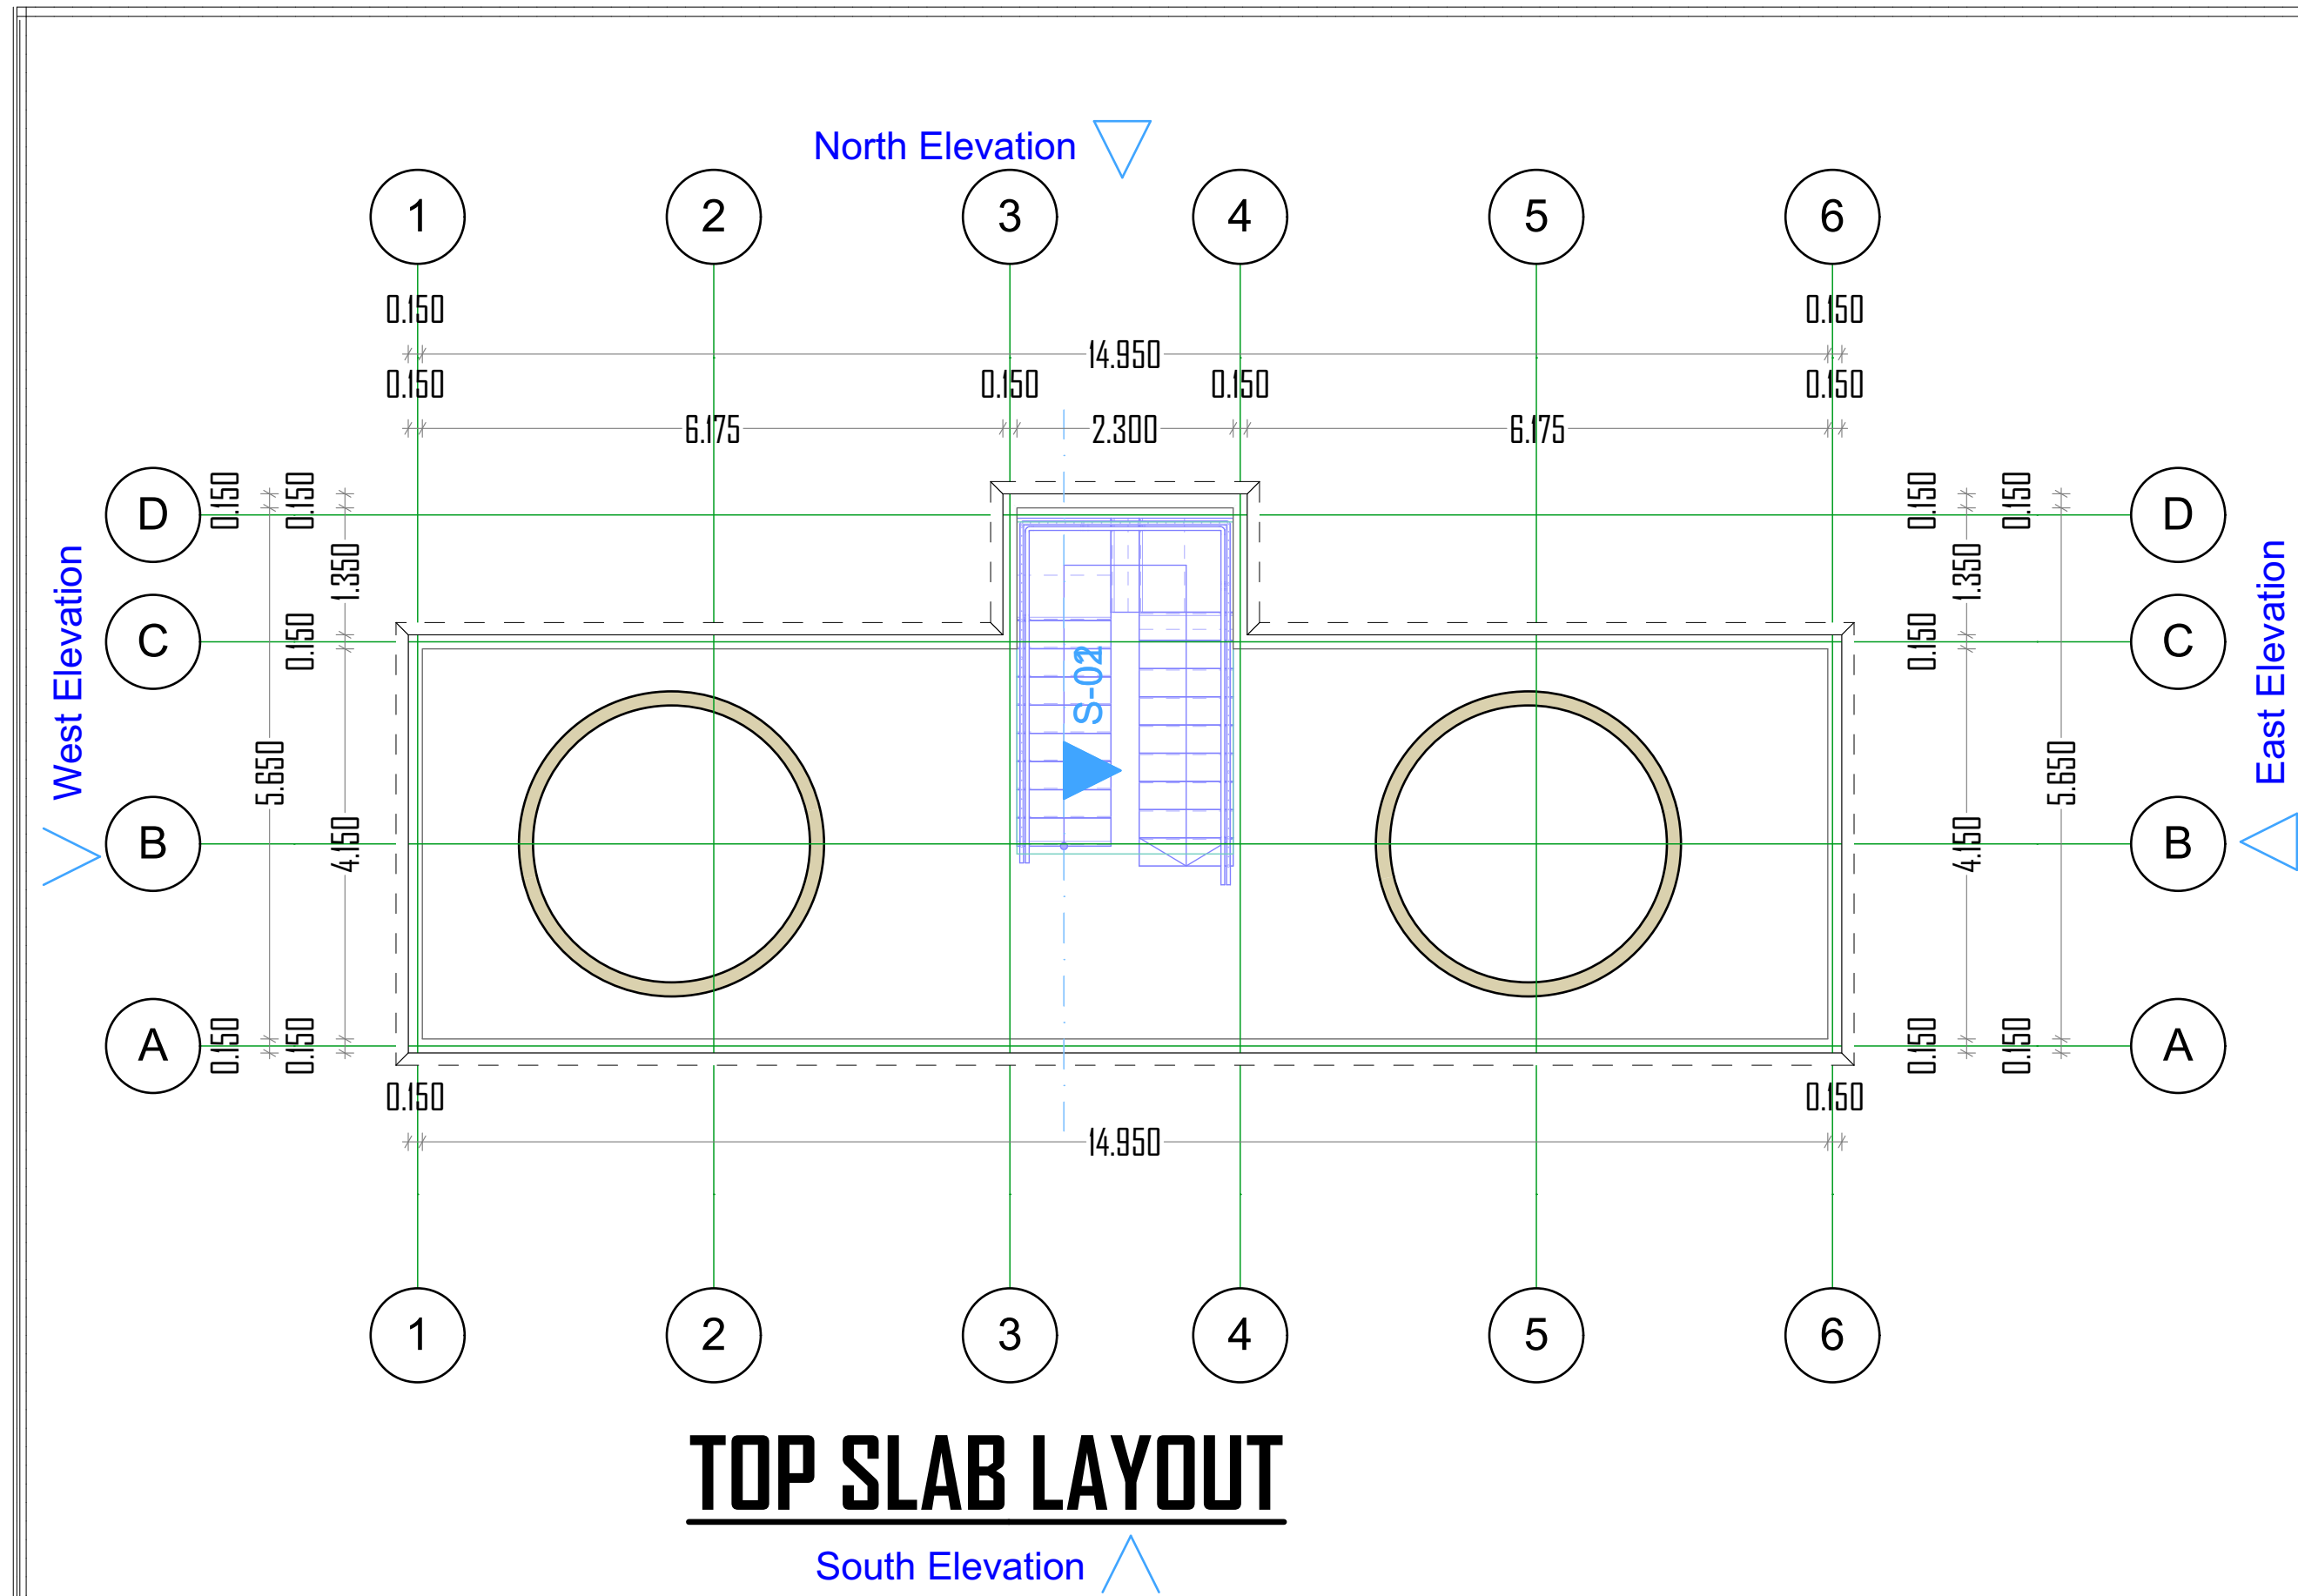 North Elevation
1 2 3 4 5 6
0.150 0.150
14.950
0.150 0.150 0.150 0.150
6.175 2.300 6.175
D 0.150 0.150 0.150 0.150 D
1.350 1.350
C 0.150 0.150 C
West Elevation
East Elevation
S-02
5.650 5.650
B 4.150 4.150 B
A 0.150 0.150 0.150 0.150 A
0.150 0.150
14.950
1 2 3 4 5 6
TOP SLAB LAYOUT
South Elevation